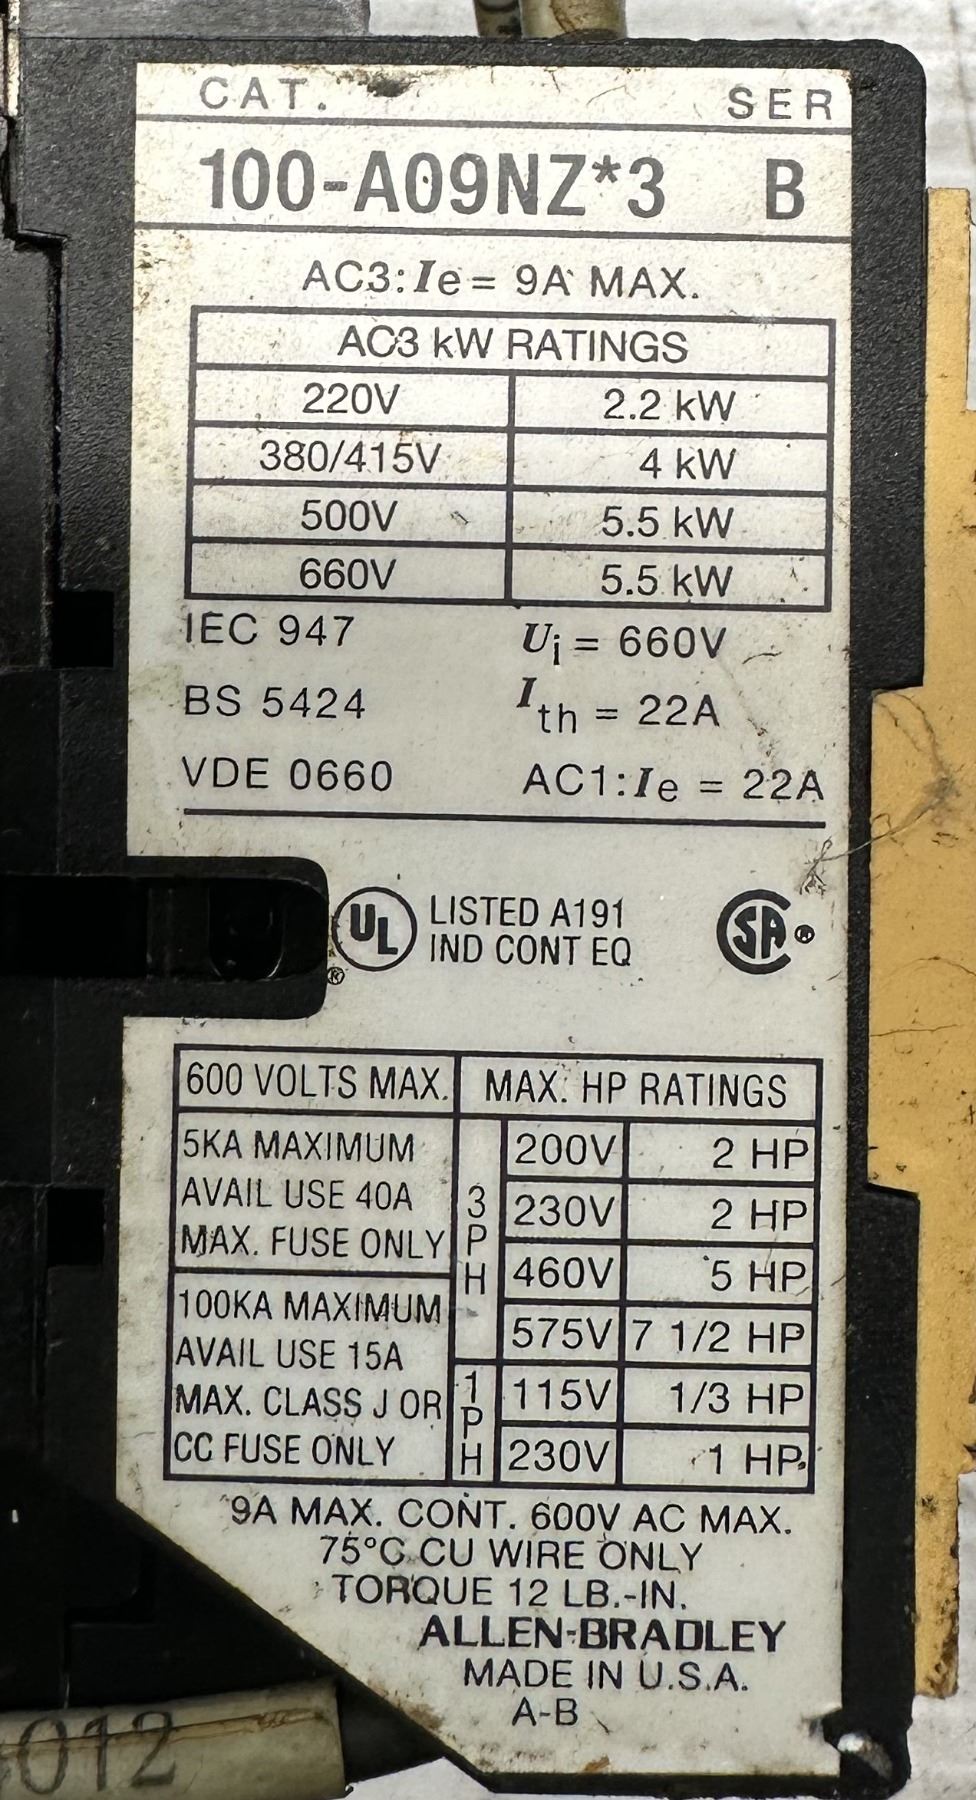 CAT. SER
100-A09NZ*3 B
AC3:Ie = 9A MAX.
AC3 kW RATINGS
220V 2.2 kW
380/415V 4 kW
500V 5.5 kW
660V 5.5 kW
IEC 947 Ui = 660V
BS 5424 Ith = 22A
VDE 0660 AC1:Ie = 22A
UL ® LISTED A191
IND CONT EQ
SA ®
600 VOLTS MAX. MAX. HP RATINGS
5KA MAXIMUM
AVAIL USE 40A
MAX. FUSE ONLY
100KA MAXIMUM
AVAIL USE 15A
MAX. CLASS J OR
CC FUSE ONLY
3PH
200V 2 HP
230V 2 HP
460V 5 HP
575V 7 1/2 HP
1PH
115V 1/3 HP
230V 1 HP
9A MAX. CONT. 600V AC MAX.
75°C CU WIRE ONLY
TORQUE 12 LB.-IN.
ALLEN-BRADLEY
MADE IN U.S.A.
A-B
012